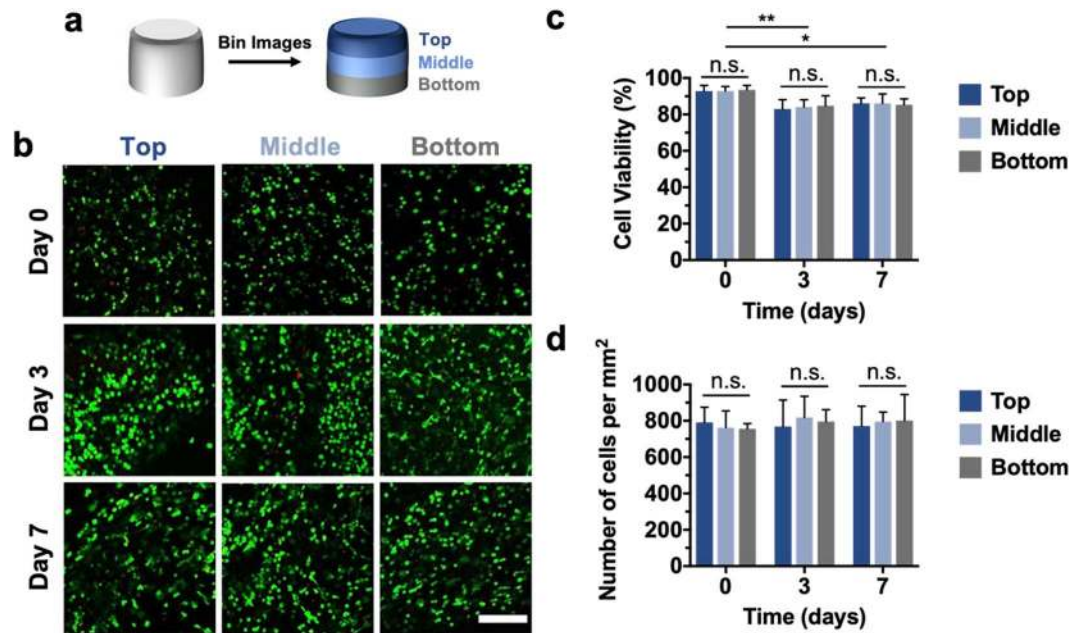 a
Bin Images
Top
Middle
Bottom
b
Top Middle Bottom
Day 0
Day 3
Day 7
c
**
*
n.s. n.s. n.s.
100
80
60
40
20
0
Cell Viability (%)
0 3 7
Time (days)
Top
Middle
Bottom
d
n.s. n.s. n.s.
1000
800
600
400
200
0
Number of cells per mm²
0 3 7
Time (days)
Top
Middle
Bottom